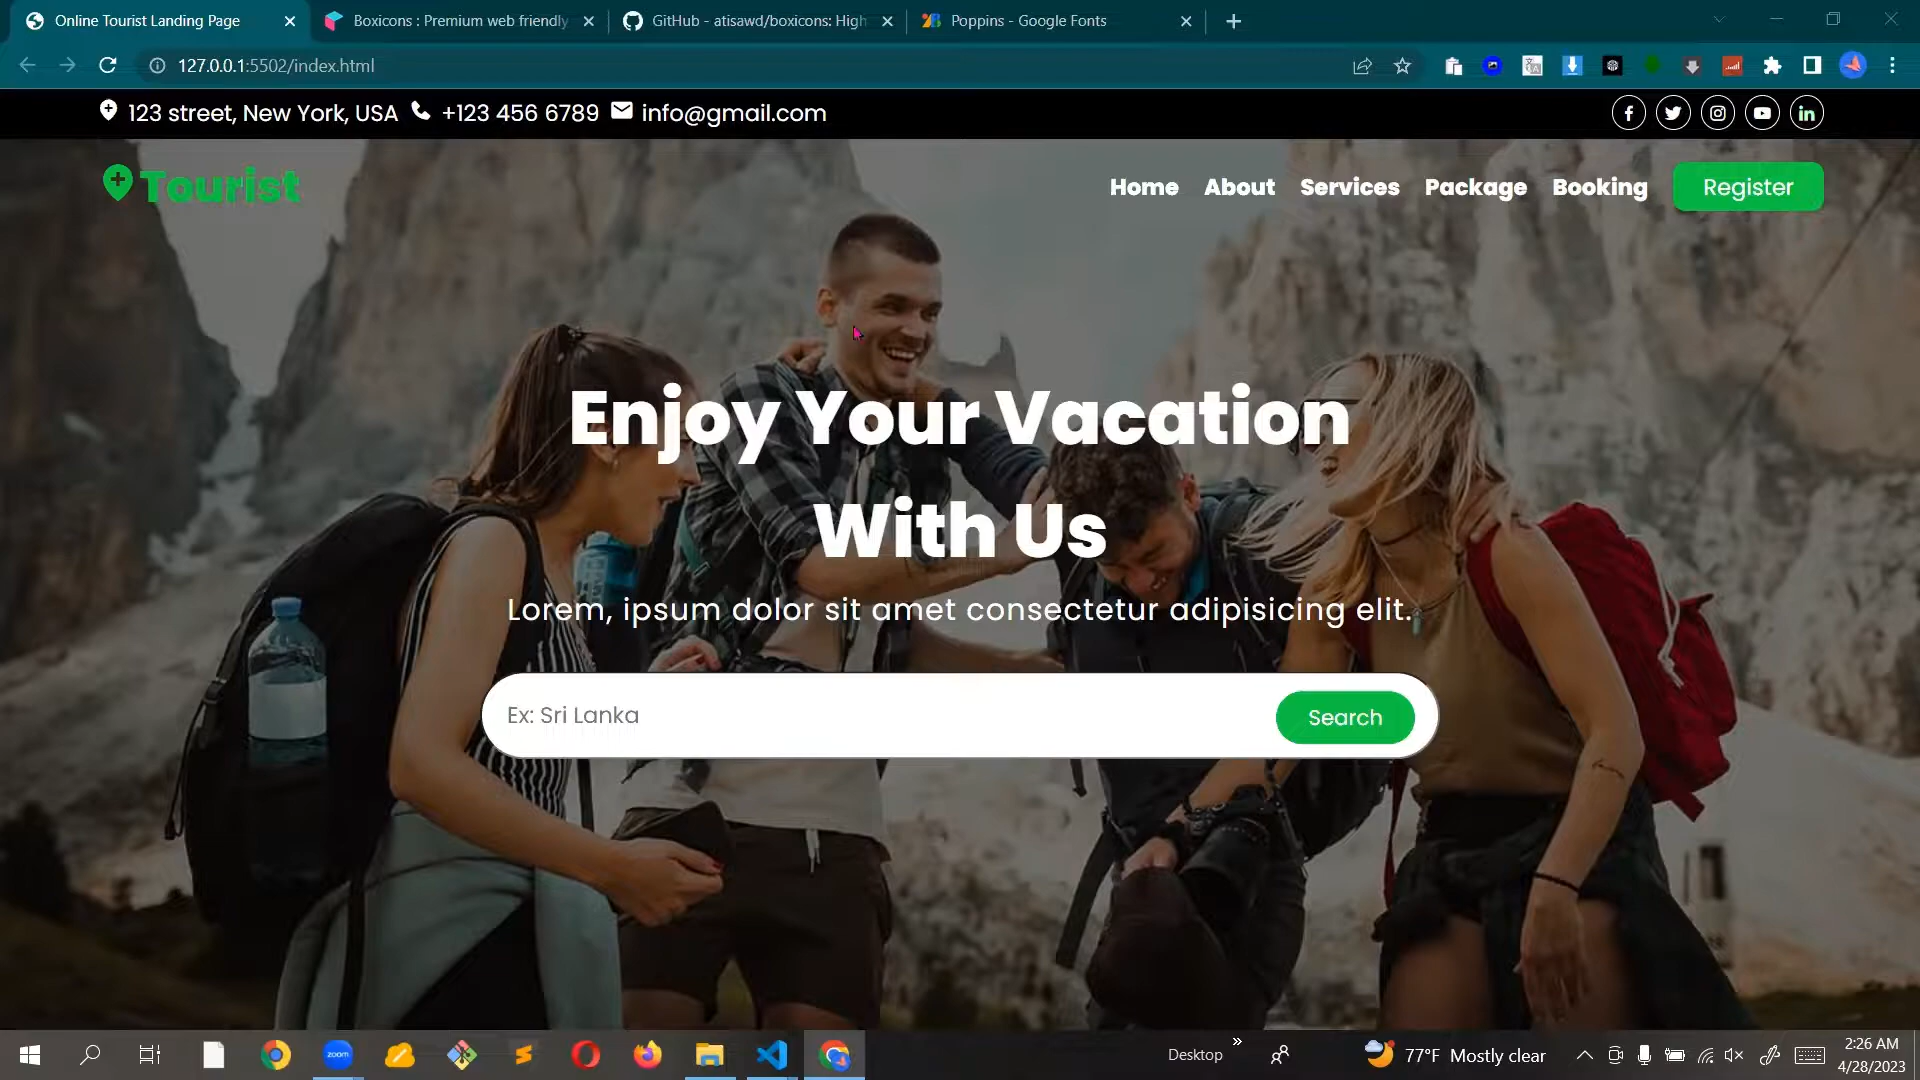 Online Tourist Landing Page
Boxicons : Premium web friendly
GitHub - atisawd/boxicons: High
Poppins - Google Fonts
127.0.0.1:5502/index.html
123 street, New York, USA +123 456 6789 info@gmail.com
Tourist
Home About Services Package Booking Register
Enjoy Your Vacation
With Us
Lorem, ipsum dolor sit amet consectetur adipisicing elit.
Ex: Sri Lanka
Search
zoom
Desktop
77°F Mostly clear
2:26 AM
4/28/2023